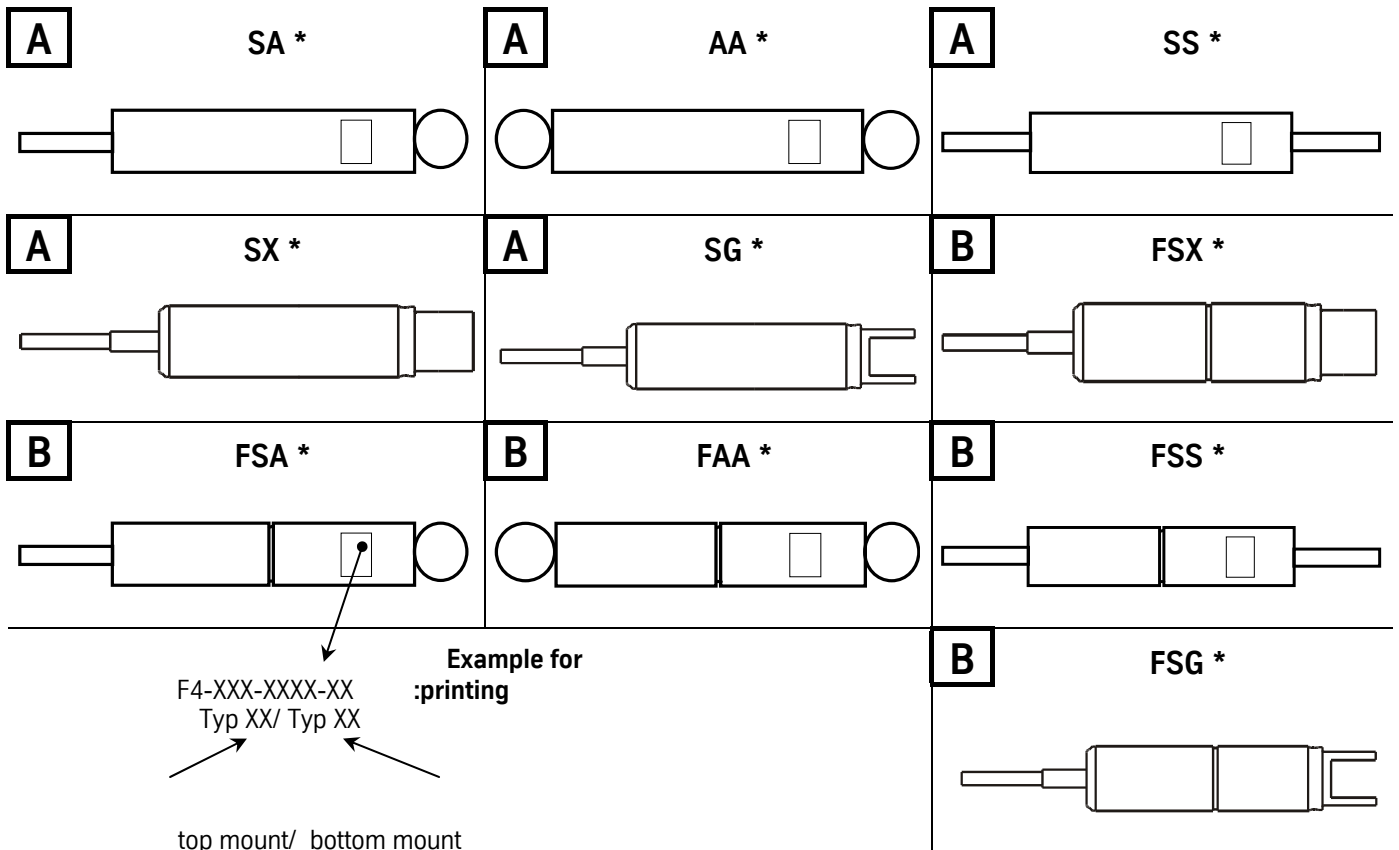 A
SA *
A
AA *
A
SS *
A
SX *
A
SG *
B
FSX *
B
FSA *
B
FAA *
B
FSS *
Example for
:printing
F4-XXX-XXXX-XX
Typ XX/ Typ XX
top mount/ bottom mount
B
FSG *